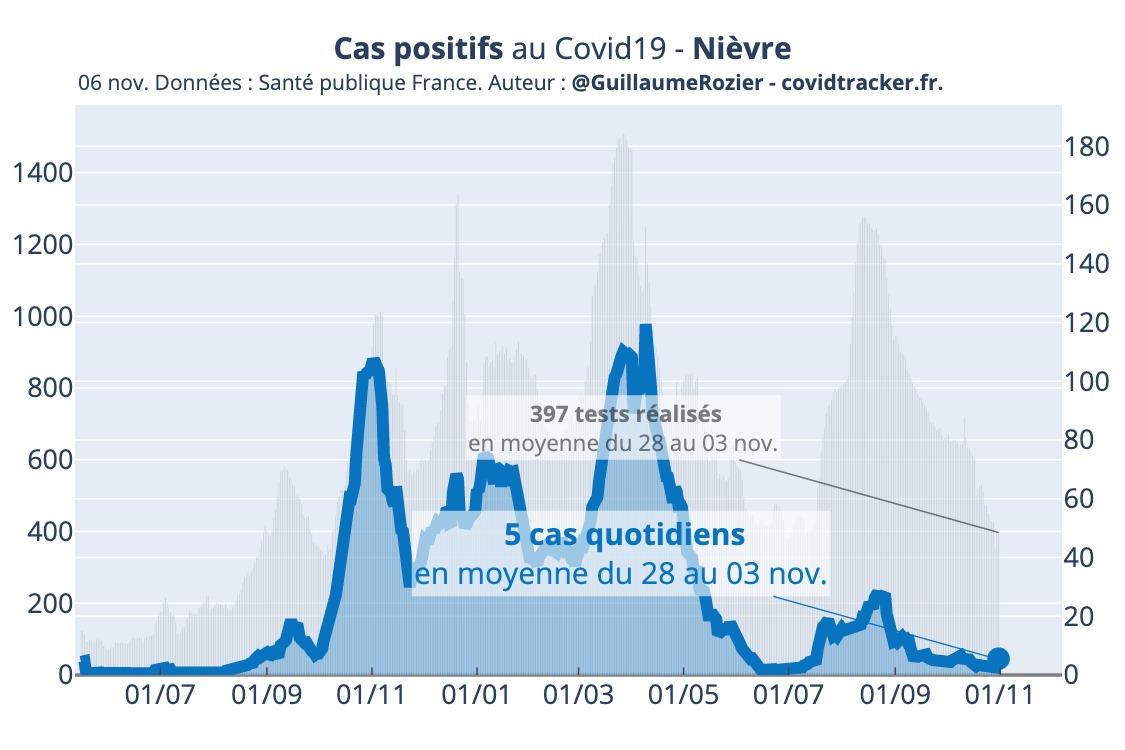 Cas positifs au Covid19 - Nièvre
06 nov. Données : Santé publique France. Auteur : @GuillaumeRozier - covidtracker.fr.
1400
1200
1000
800
600
400
200
0
180
160
140
120
100
80
60
40
20
0
397 tests réalisés
en moyenne du 28 au 03 nov.
5 cas quotidiens
en moyenne du 28 au 03 nov.
01/07 01/09 01/11 01/01 01/03 01/05 01/07 01/09 01/11